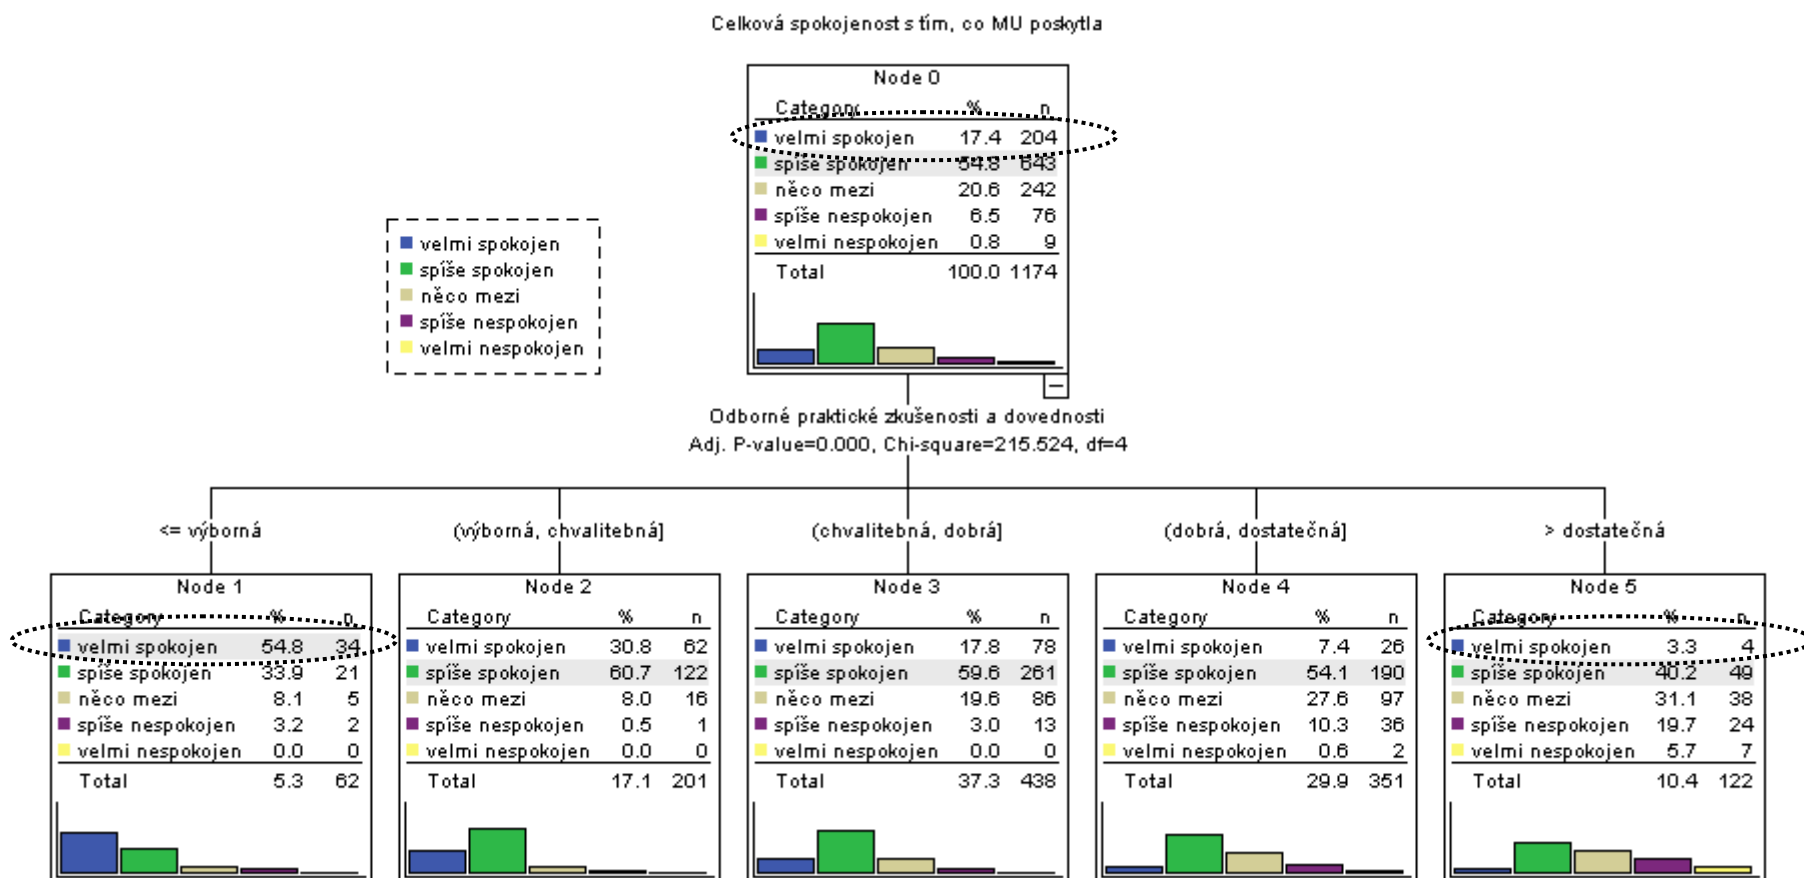 Celková spokojenost s tím, co MU poskytla
Node 0
Category % n
velmi spokojen 17.4 204
spíše spokojen 54.8 643
něco mezi 20.6 242
spíše nespokojen 6.5 76
velmi nespokojen 0.8 9
Total 100.0 1174
velmi spokojen
spíše spokojen
něco mezi
spíše nespokojen
velmi nespokojen
Odborné praktické zkušenosti a dovednosti
Adj. P-value=0.000, Chi-square=215.524, df=4
<= výborná
(výborná, chvalitebná]
(chvalitebná, dobrá]
(dobrá, dostatečná]
> dostatečná
Node 1
Category % n
velmi spokojen 54.8 34
spíše spokojen 33.9 21
něco mezi 8.1 5
spíše nespokojen 3.2 2
velmi nespokojen 0.0 0
Total 5.3 62
Node 2
Category % n
velmi spokojen 30.8 62
spíše spokojen 60.7 122
něco mezi 8.0 16
spíše nespokojen 0.5 1
velmi nespokojen 0.0 0
Total 17.1 201
Node 3
Category % n
velmi spokojen 17.8 78
spíše spokojen 59.6 261
něco mezi 19.6 86
spíše nespokojen 3.0 13
velmi nespokojen 0.0 0
Total 37.3 438
Node 4
Category % n
velmi spokojen 7.4 26
spíše spokojen 54.1 190
něco mezi 27.6 97
spíše nespokojen 10.3 36
velmi nespokojen 0.6 2
Total 29.9 351
Node 5
Category % n
velmi spokojen 3.3 4
spíše spokojen 40.2 49
něco mezi 31.1 38
spíše nespokojen 19.7 24
velmi nespokojen 5.7 7
Total 10.4 122